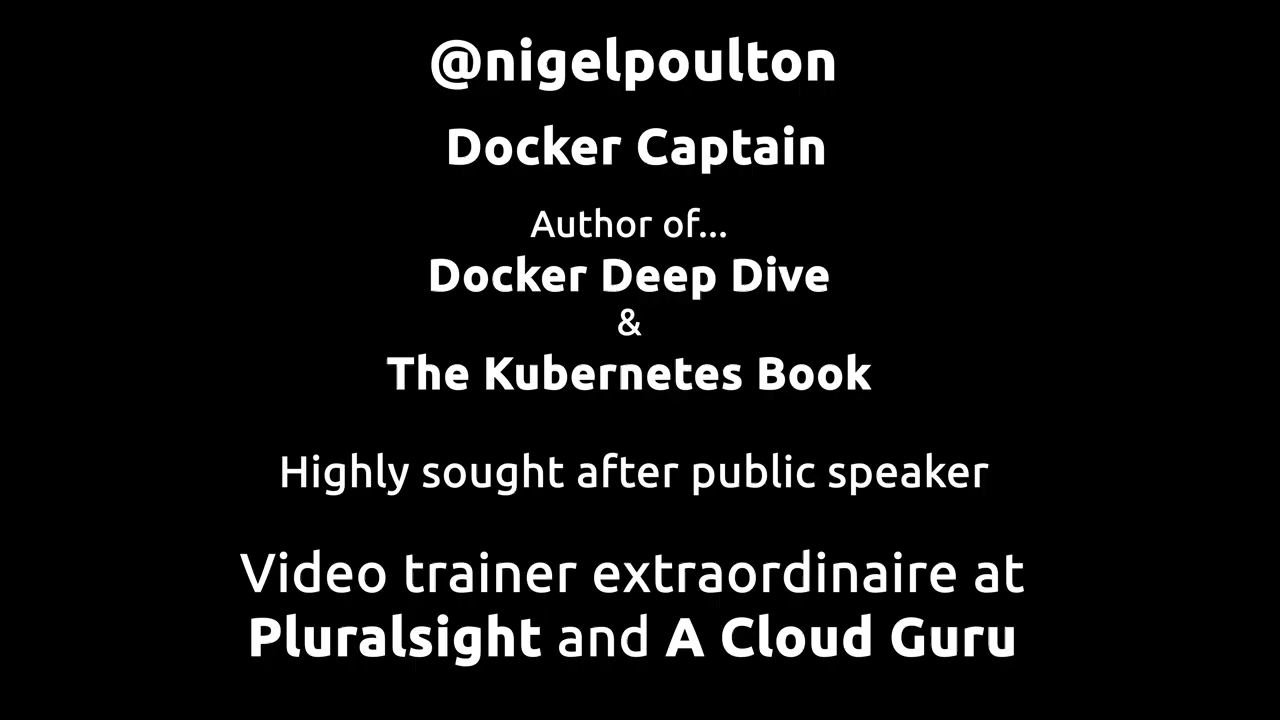 @nigelpoulton
Docker Captain
Author of...
Docker Deep Dive
&
The Kubernetes Book
Highly sought after public speaker
Video trainer extraordinaire at
Pluralsight and A Cloud Guru